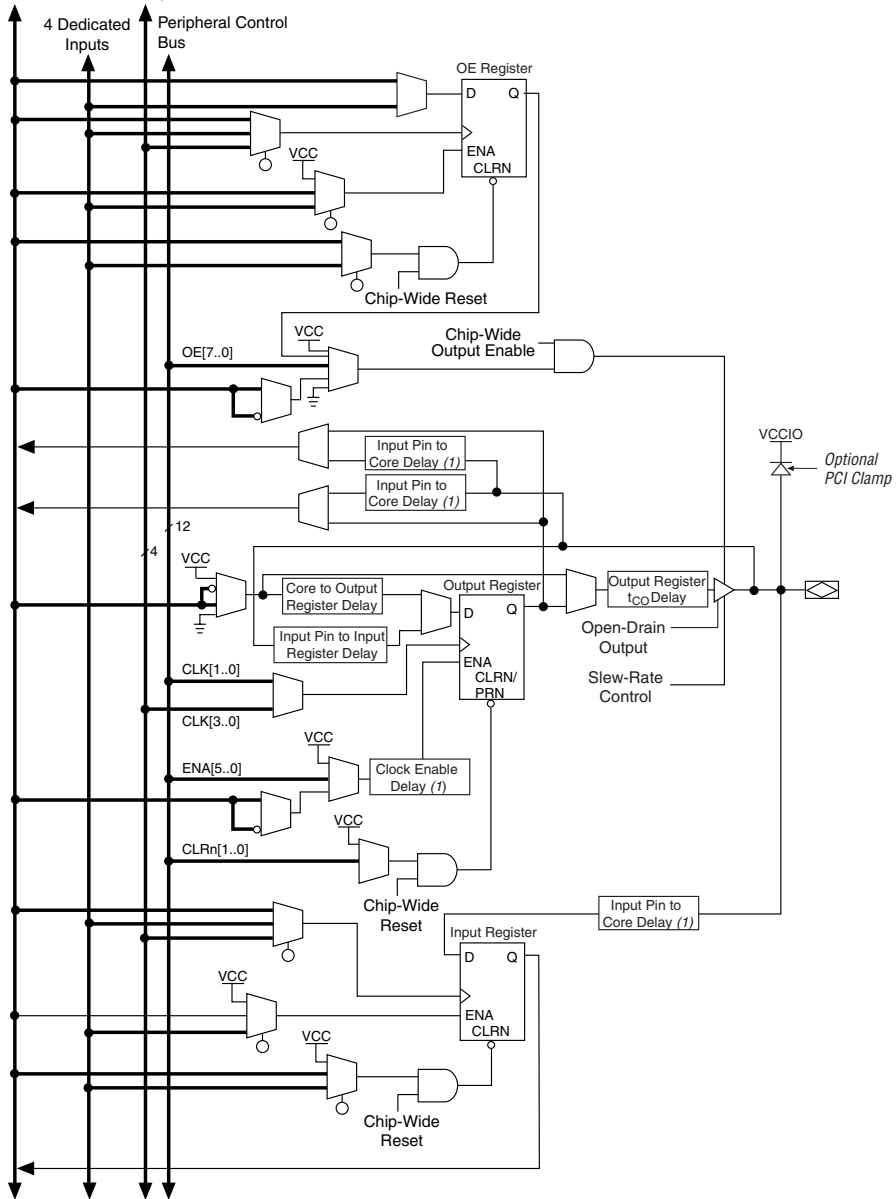 4 Dedicated
Inputs
Peripheral Control
Bus
OE Register
D
Q
ENA
CLRN
VCC
Chip-Wide Reset
VCC
OE[7..0]
Chip-Wide
Output Enable
Input Pin to
Core Delay (1)
Input Pin to
Core Delay (1)
VCCIO
Optional
PCI Clamp
12
4
VCC
Core to Output
Register Delay
Input Pin to Input
Register Delay
Output Register
D
Q
ENA
CLRN/
PRN
Output Register
tCO Delay
Open-Drain
Output
Slew-Rate
Control
CLK[1..0]
CLK[3..0]
VCC
ENA[5..0]
Clock Enable
Delay (1)
VCC
CLRn[1..0]
Chip-Wide
Reset
Input Pin to
Core Delay (1)
Input Register
D
Q
ENA
CLRN
VCC
VCC
Chip-Wide
Reset